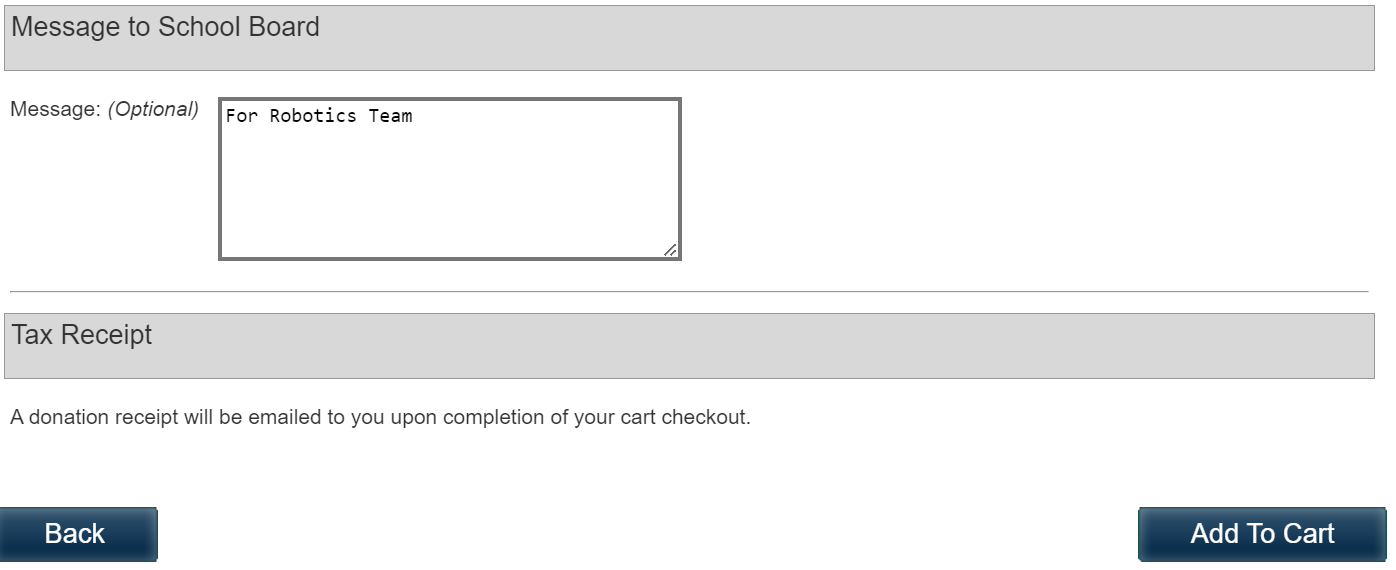 Message to School Board
Message: (Optional)
For Robotics Team
Tax Receipt
A donation receipt will be emailed to you upon completion of your cart checkout.
Back
Add To Cart